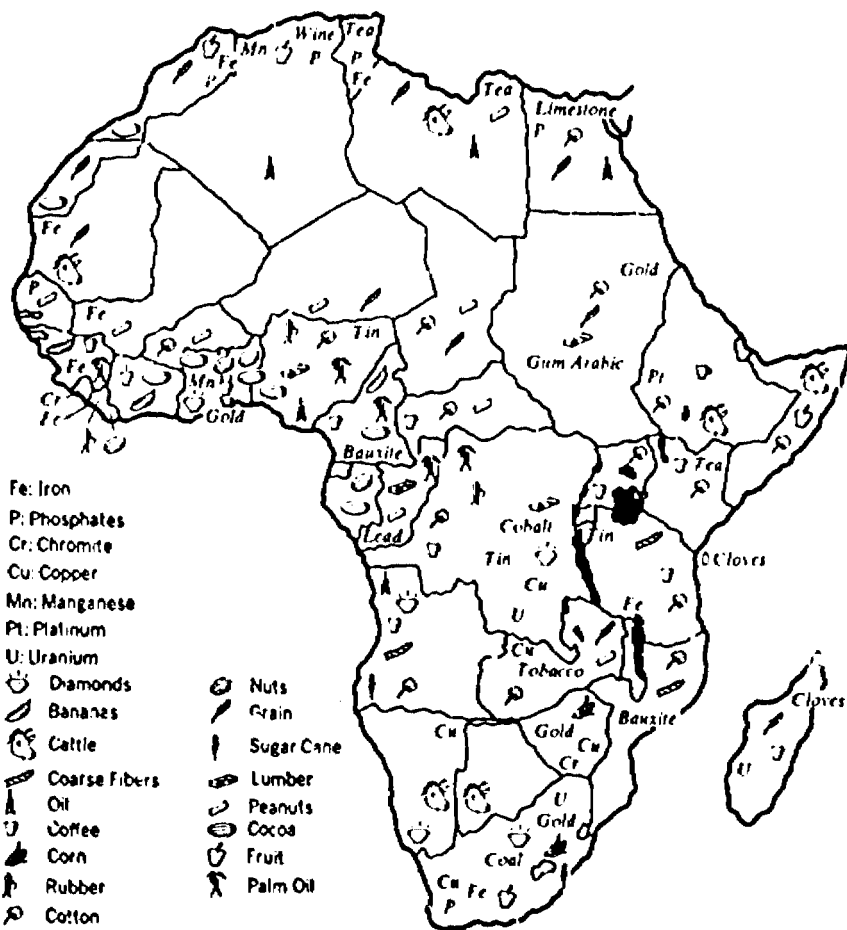 Mn Wine Tea
Fe P P
P Fe
Tea
Limestone
P
Fe
Gold
P
Fe
Tin
Gum Arabic
Pt
Fe
Mn
Cr
Fe
Gold
Bauxite
Tea
Lead
Cobalt
Tin
Tin
Cloves
Cu
U
Fe
Cu
Tobacco
Cu
Gold
Bauxite
Cloves
Cu
Cr
U
U
Gold
Coal
Cu Fe
P
Fe: Iron
P: Phosphates
Cr: Chromite
Cu: Copper
Mn: Manganese
Pt: Platinum
U: Uranium
Diamonds
Bananas
Cattle
Coarse Fibers
Oil
Coffee
Corn
Rubber
Cotton
Nuts
Grain
Sugar Cane
Lumber
Peanuts
Cocoa
Fruit
Palm Oil